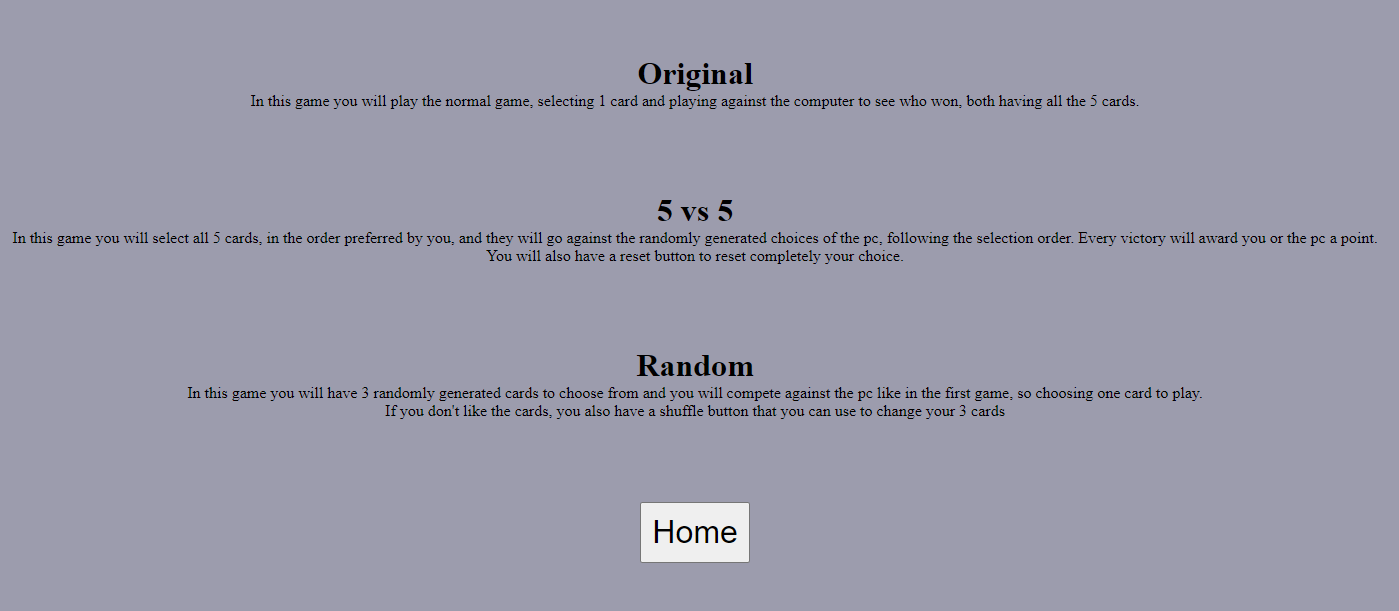 Original
In this game you will play the normal game, selecting 1 card and playing against the computer to see who won, both having all the 5 cards.
5 vs 5
In this game you will select all 5 cards, in the order preferred by you, and they will go against the randomly generated choices of the pc, following the selection order. Every victory will award you or the pc a point.
You will also have a reset button to reset completely your choice.
Random
In this game you will have 3 randomly generated cards to choose from and you will compete against the pc like in the first game, so choosing one card to play.
If you don't like the cards, you also have a shuffle button that you can use to change your 3 cards
Home